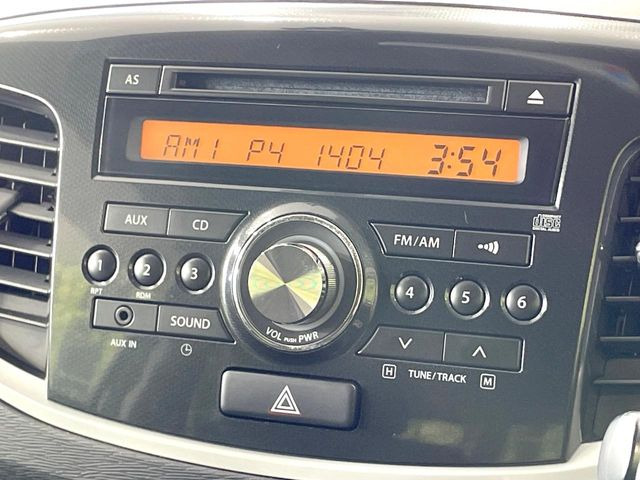 AS
AM1 P4 1404 3:54
AUX CD
FM/AM
disc
1 2 3
4 5 6
RPT RDM
SOUND
AUX IN
VOL PUSH PWR
H TUNE/TRACK M